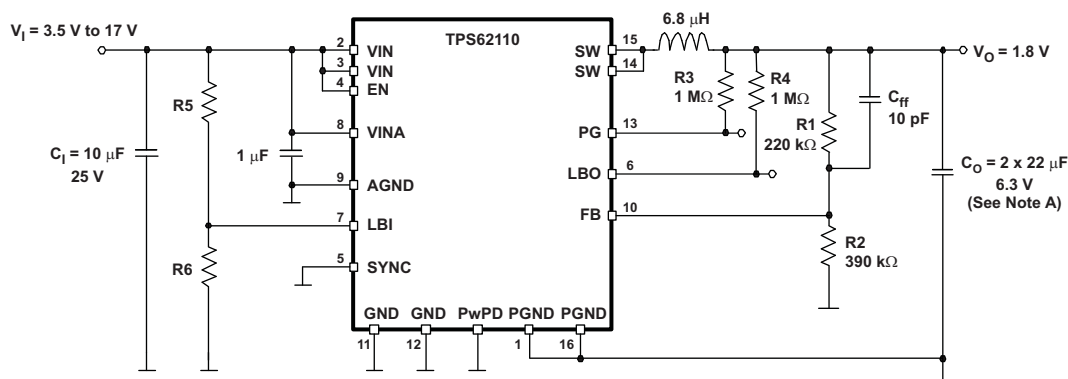 V_I = 3.5 V to 17 V
TPS62110
6.8 µH
V_O = 1.8 V
2 VIN
3 VIN
4 EN
8 VINA
9 AGND
7 LBI
5 SYNC
SW 15
SW 14
PG 13
LBO 6
FB 10
GND GND PwPD PGND PGND
11 12 1 16
R5
R6
C_I = 10 µF
25 V
1 µF
R3
1 MΩ
R4
1 MΩ
R1
220 kΩ
C_ff
10 pF
R2
390 kΩ
C_O = 2 x 22 µF
6.3 V
(See Note A)